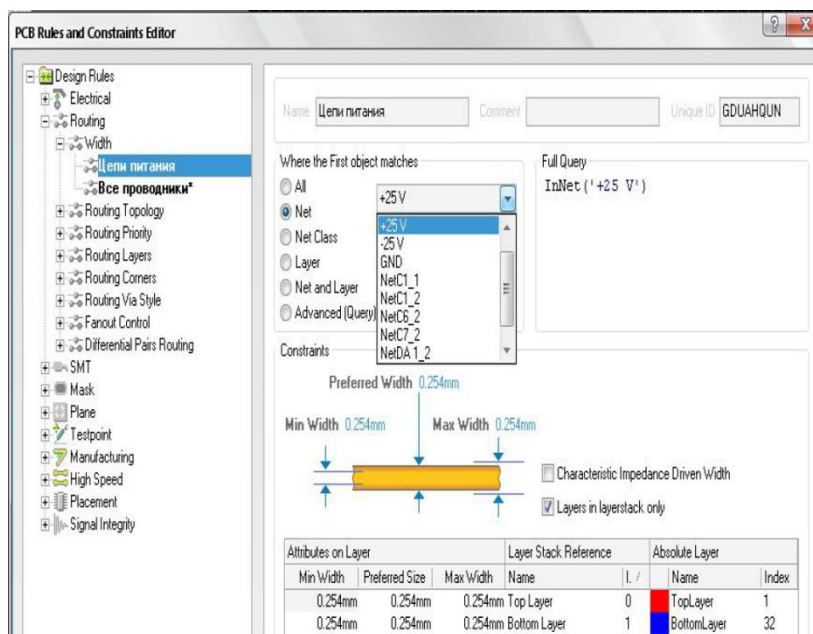 PCB Rules and Constraints Editor
Design Rules
Electrical
Routing
Width
Цепи питания
Все проводники*
Routing Topology
Routing Priority
Routing Layers
Routing Corners
Routing Via Style
Fanout Control
Differential Pairs Routing
SMT
Mask
Plane
Testpoint
Manufacturing
High Speed
Placement
Signal Integrity
Name Цепи питания Comment Unique ID GDUAHQUN
Where the First object matches
All
Net
Net Class
Layer
Net and Layer
Advanced (Query)
+25 V
+25 V
-25 V
GND
NetC1_1
NetC1_2
NetC6_2
NetC7_2
NetDA1_2
Full Query
InNet('+25 V')
Constraints
Preferred Width 0.254mm
Min Width 0.254mm Max Width 0.254mm
Characteristic Impedance Driven Width
Layers in layerstack only
Attributes on Layer Layer Stack Reference Absolute Layer
Min Width Preferred Size Max Width Name I. / Name Index
0.254mm 0.254mm 0.254mm Top Layer 0 TopLayer 1
0.254mm 0.254mm 0.254mm Bottom Layer 1 BottomLayer 32